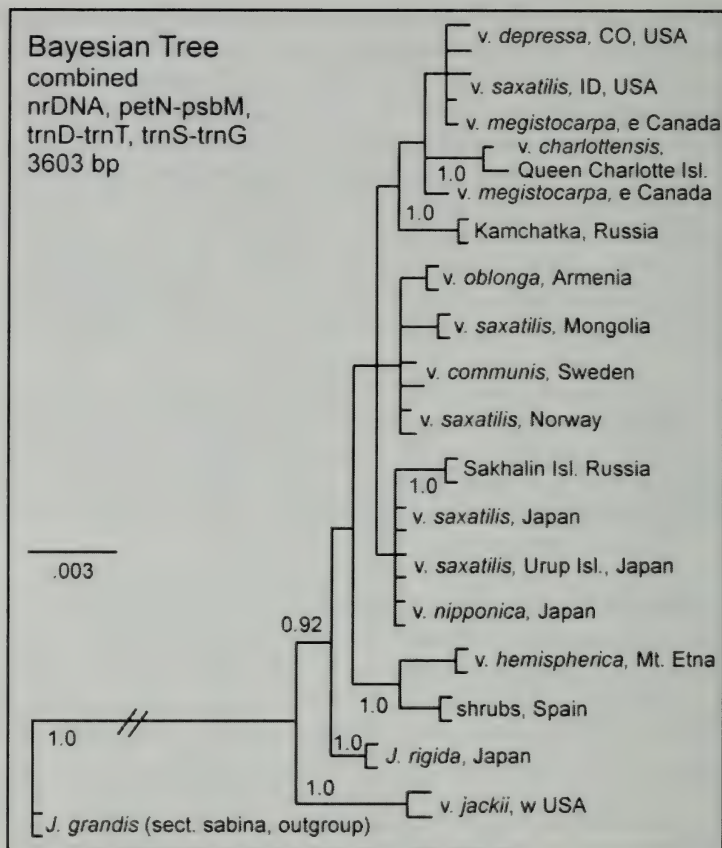 Bayesian Tree
combined
nrDNA, petN-psbM,
trnD-trnT, trnS-trnG
3603 bp
v. depressa, CO, USA
v. saxatilis, ID, USA
v. megistocarpa, e Canada
v. charlottensis,
1.0 Queen Charlotte Isl.
v. megistocarpa, e Canada
1.0
Kamchatka, Russia
v. oblonga, Armenia
v. saxatilis, Mongolia
v. communis, Sweden
v. saxatilis, Norway
Sakhalin Isl. Russia
1.0
v. saxatilis, Japan
.003
v. saxatilis, Urup Isl., Japan
v. nipponica, Japan
0.92
v. hemispherica, Mt. Etna
1.0 shrubs, Spain
1.0
1.0 J. rigida, Japan
1.0
v. jackii, w USA
J. grandis (sect. sabina, outgroup)